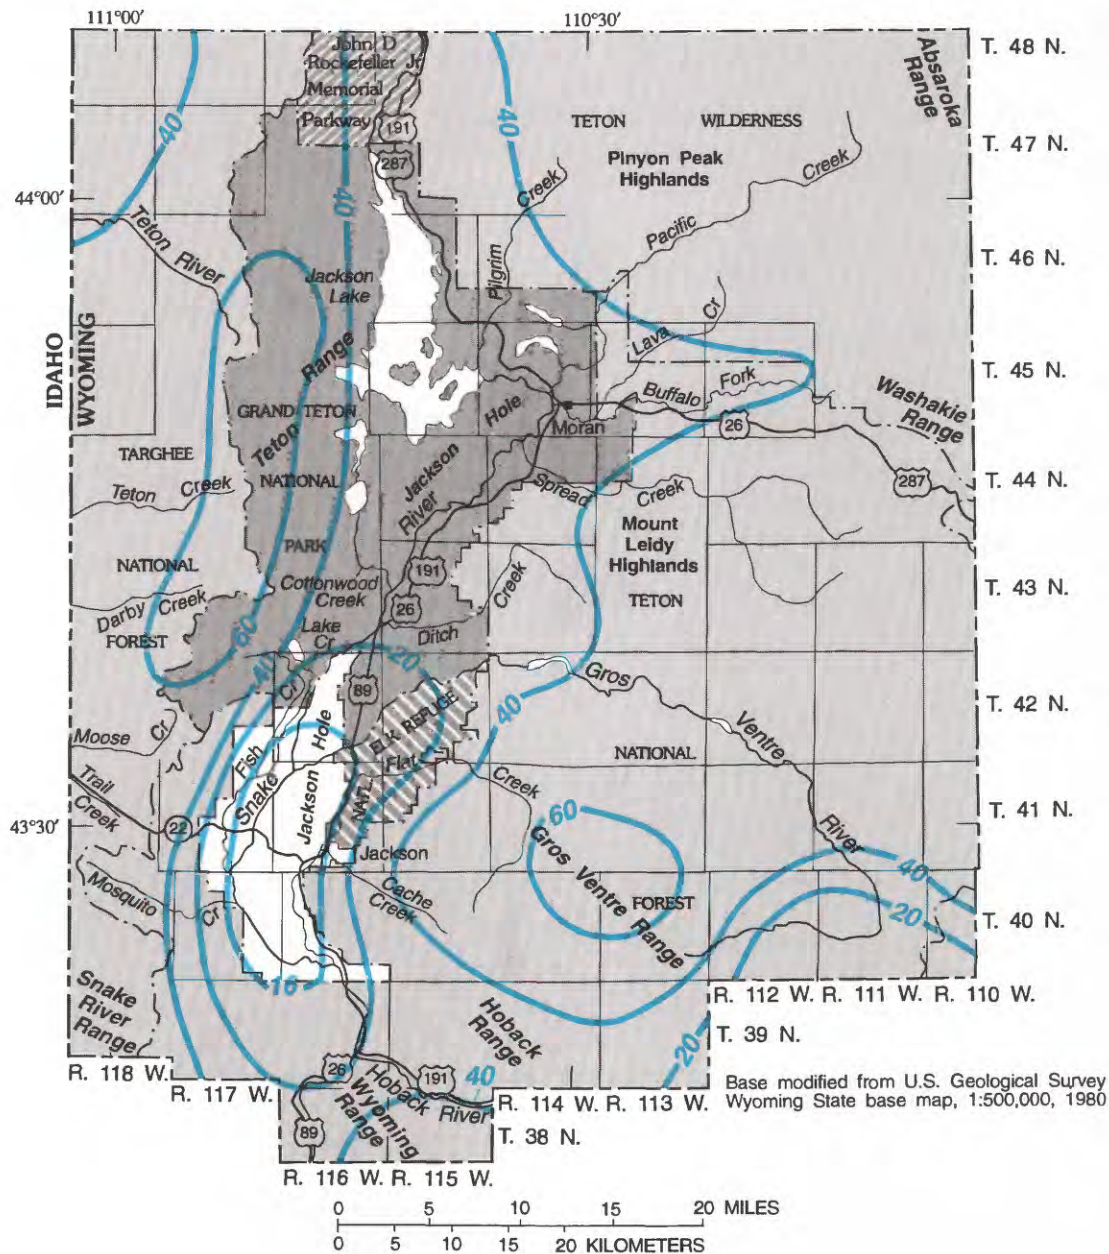 111°00'
110°30'
John D
Rockefeller Jr
Memorial
Parkway
191
287
40
40
40
TETON WILDERNESS
Pinyon Peak
Highlands
Absaroka
Range
T. 48 N.
T. 47 N.
44°00'
Creek
Creek
Pacific
Pilgrim
Teton River
T. 46 N.
Jackson
Lake
IDAHO
WYOMING
Lava Cr
T. 45 N.
Range
Teton
GRAND TETON
NATIONAL
PARK
Hole
Jackson
River
Buffalo Fork
Moran
26
Washakie
Range
287
T. 44 N.
TARGHEE
Teton Creek
Spread Creek
Mount
Leidy
Highlands
TETON
NATIONAL
Darby Creek
FOREST
Cottonwood
Creek
191
26
Creek
Ditch
T. 43 N.
Lake
Cr
60
40
20
40
89
Gros
Ventre
River
T. 42 N.
Moose Cr
Cr
Fish
Hole
Jackson
Snake
ELK REFUGE
NAT'L
Flat
Creek
NATIONAL
Trail
Creek
22
43°30'
60
T. 41 N.
Jackson
Cache
Creek
Gros
Ventre
Range
FOREST
40
20
T. 40 N.
Mosquito
Cr
16
Snake
River
Range
R. 112 W. R. 111 W. R. 110 W.
T. 39 N.
Hoback
Range
20
40
R. 118 W.
R. 117 W.
26
191
Hoback
River
Wyoming
Range
89
R. 114 W. R. 113 W.
T. 38 N.
R. 116 W. R. 115 W.
Base modified from U.S. Geological Survey
Wyoming State base map, 1:500,000, 1980
0 5 10 15 20 MILES
0 5 10 15 20 KILOMETERS